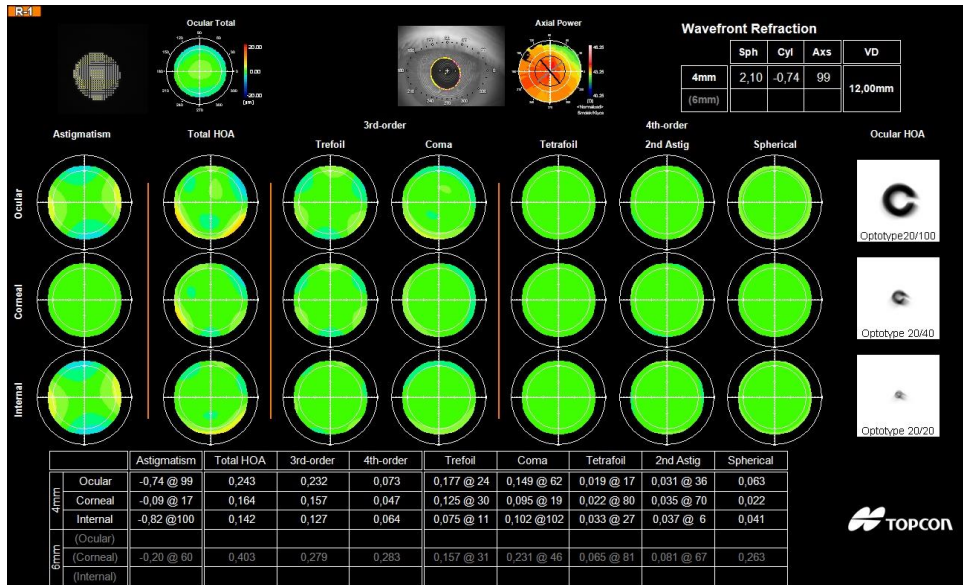 R-1
Ocular Total
Axial Power
Wavefront Refraction
Sph Cyl Axs VD
4mm 2,10 -0,74 99 12,00mm
(6mm)
20.00
0.00
-20.00
[µm]
3rd-order 4th-order
Astigmatism Total HOA Trefoil Coma Tetrafoil 2nd Astig Spherical Ocular HOA
Ocular
Optotype20/100
Corneal
Optotype 20/40
Internal
Optotype 20/20
Astigmatism Total HOA 3rd-order 4th-order Trefoil Coma Tetrafoil 2nd Astig Spherical
4mm
Ocular -0,74 @ 99 0,243 0,232 0,073 0,177 @ 24 0,149 @ 62 0,019 @ 17 0,031 @ 36 0,063
Corneal -0,09 @ 17 0,164 0,157 0,047 0,125 @ 30 0,095 @ 19 0,022 @ 80 0,035 @ 70 0,022
Internal -0,82 @100 0,142 0,127 0,064 0,075 @ 11 0,102 @102 0,033 @ 27 0,037 @ 6 0,041
6mm
(Ocular)
(Corneal) -0,20 @ 60 0,403 0,279 0,283 0,157 @ 31 0,231 @ 46 0,065 @ 81 0,081 @ 67 0,263
(Internal)
TOPCON